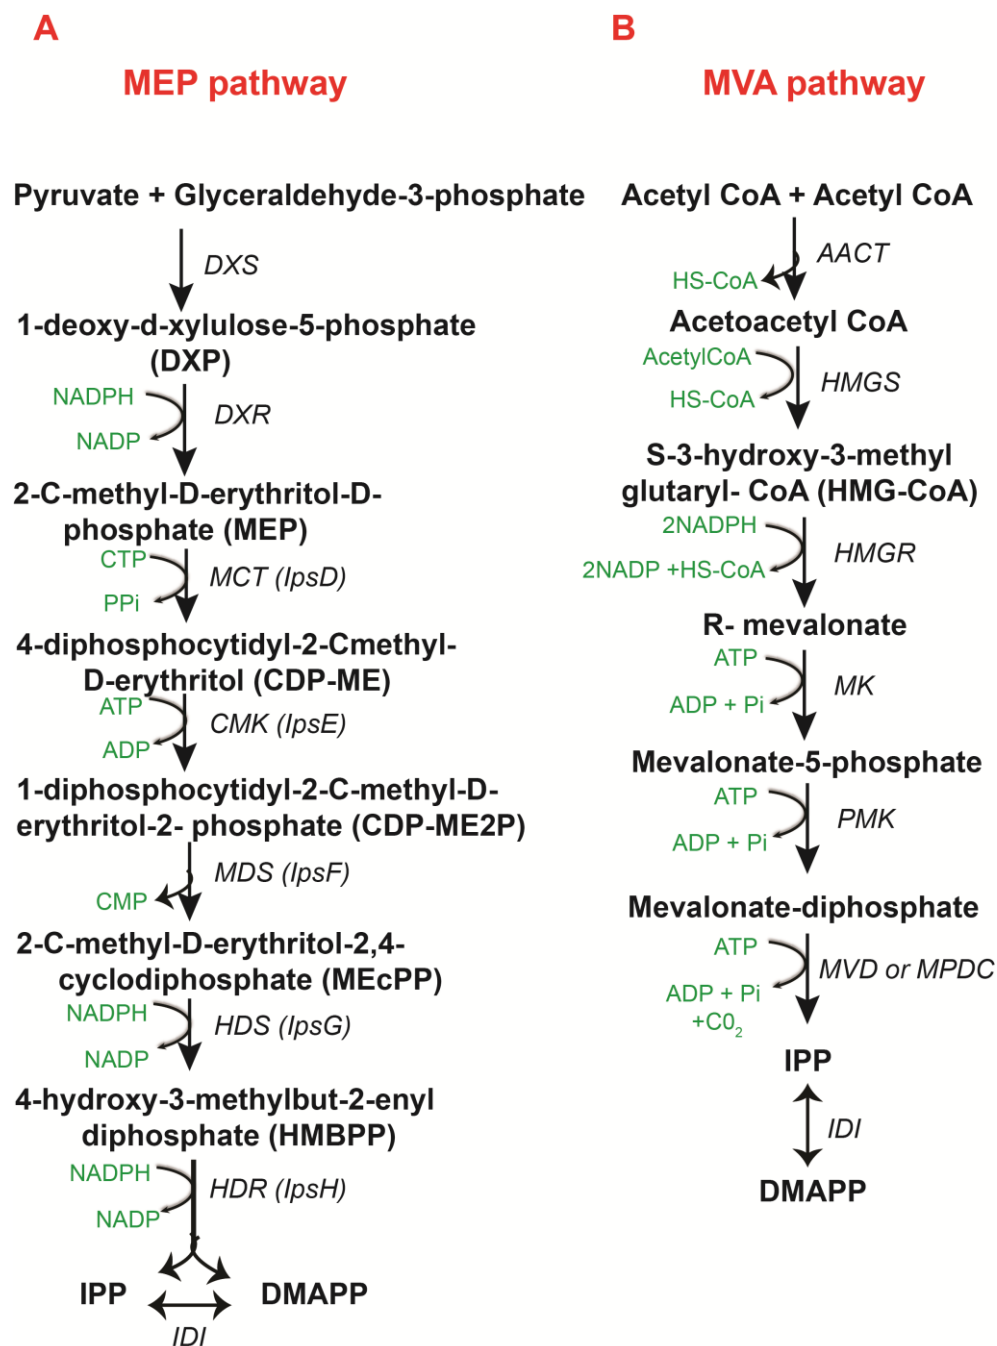 A
MEP pathway
Pyruvate + Glyceraldehyde-3-phosphate
DXS
1-deoxy-d-xylulose-5-phosphate
(DXP)
NADPH
DXR
NADP
2-C-methyl-D-erythritol-D-
phosphate (MEP)
CTP
MCT (IpsD)
PPi
4-diphosphocytidyl-2-Cmethyl-
D-erythritol (CDP-ME)
ATP
CMK (IpsE)
ADP
1-diphosphocytidyl-2-C-methyl-D-
erythritol-2- phosphate (CDP-ME2P)
MDS (IpsF)
CMP
2-C-methyl-D-erythritol-2,4-
cyclodiphosphate (MEcPP)
NADPH
HDS (IpsG)
NADP
4-hydroxy-3-methylbut-2-enyl
diphosphate (HMBPP)
NADPH
HDR (IpsH)
NADP
IPP
DMAPP
IDI
B
MVA pathway
Acetyl CoA + Acetyl CoA
AACT
HS-CoA
Acetoacetyl CoA
AcetylCoA
HMGS
HS-CoA
S-3-hydroxy-3-methyl
glutaryl- CoA (HMG-CoA)
2NADPH
HMGR
2NADP +HS-CoA
R- mevalonate
ATP
MK
ADP + Pi
Mevalonate-5-phosphate
ATP
PMK
ADP + Pi
Mevalonate-diphosphate
ATP
MVD or MPDC
ADP + Pi
+C0₂
IPP
IDI
DMAPP